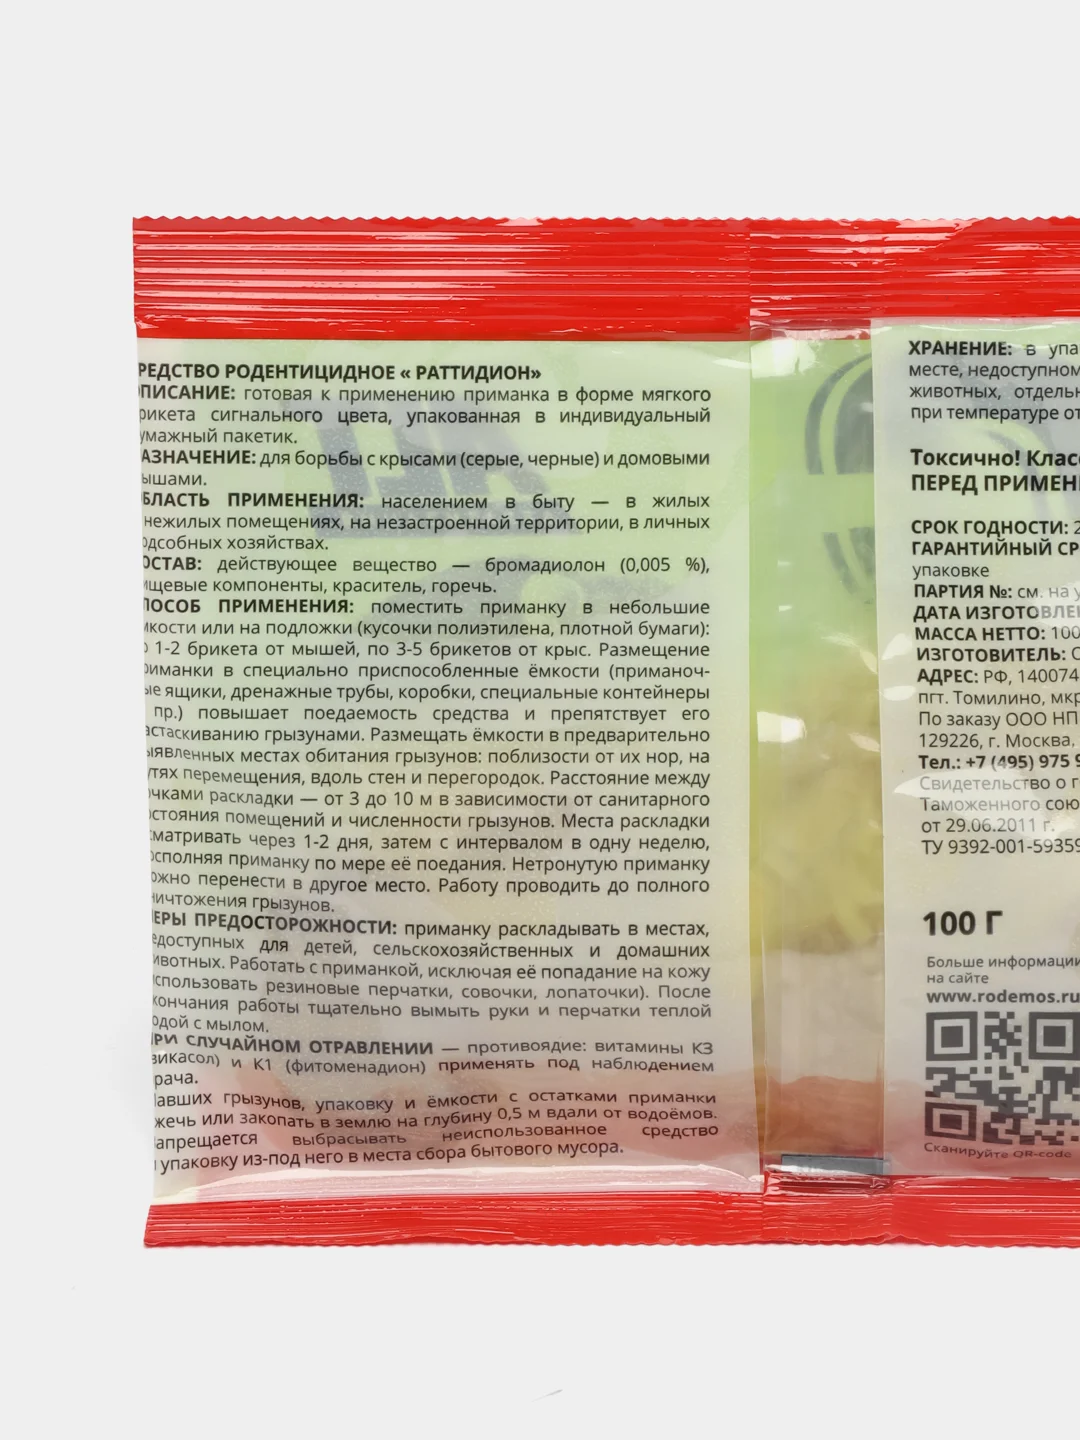 РЕДСТВО РОДЕНТИЦИДНОЕ « РАТТИДИОН»
ПИСАНИЕ: готовая к применению приманка в форме мягкого
рикета сигнального цвета, упакованная в индивидуальный
умажный пакетик.
АЗНАЧЕНИЕ: для борьбы с крысами (серые, черные) и домовыми
ышами.
БЛАСТЬ ПРИМЕНЕНИЯ: населением в быту — в жилых
нежилых помещениях, на незастроенной территории, в личных
одсобных хозяйствах.
ОСТАВ: действующее вещество — бромадиолон (0,005 %),
ищевые компоненты, краситель, горечь.
ПОСОБ ПРИМЕНЕНИЯ: поместить приманку в небольшие
мкости или на подложки (кусочки полиэтилена, плотной бумаги):
о 1-2 брикета от мышей, по 3-5 брикетов от крыс. Размещение
риманки в специально приспособленные ёмкости (приманоч-
ые ящики, дренажные трубы, коробки, специальные контейнеры
пр.) повышает поедаемость средства и препятствует его
астаскиванию грызунами. Размещать ёмкости в предварительно
ыявленных местах обитания грызунов: поблизости от их нор, на
утях перемещения, вдоль стен и перегородок. Расстояние между
очками раскладки — от 3 до 10 м в зависимости от санитарного
остояния помещений и численности грызунов. Места раскладки
сматривать через 1-2 дня, затем с интервалом в одну неделю,
осполняя приманку по мере её поедания. Нетронутую приманку
ожно перенести в другое место. Работу проводить до полного
ничтожения грызунов.
ЕРЫ ПРЕДОСТОРОЖНОСТИ: приманку раскладывать в местах,
едоступных для детей, сельскохозяйственных и домашних
ивотных. Работать с приманкой, исключая её попадание на кожу
использовать резиновые перчатки, совочки, лопаточки). После
кончания работы тщательно вымыть руки и перчатки теплой
одой с мылом.
РИ СЛУЧАЙНОМ ОТРАВЛЕНИИ — противоядие: витамины К3
викасол) и К1 (фитоменадион) применять под наблюдением
рача.
авших грызунов, упаковку и ёмкости с остатками приманки
жечь или закопать в землю на глубину 0,5 м вдали от водоёмов.
апрещается выбрасывать неиспользованное средство
упаковку из-под него в места сбора бытового мусора.
ХРАНЕНИЕ: в упа
месте, недоступном
животных, отдельн
при температуре от
Токсично! Класс
ПЕРЕД ПРИМЕН
СРОК ГОДНОСТИ: 2
ГАРАНТИЙНЫЙ СР
упаковке
ПАРТИЯ №: см. на у
ДАТА ИЗГОТОВЛЕ
МАССА НЕТТО: 100
ИЗГОТОВИТЕЛЬ:
АДРЕС: РФ, 140074
пгт. Томилино, мкр
По заказу ООО НП
129226, г. Москва,
Тел.: +7 (495) 975 9
Свидетельство о г
Таможенного сою
от 29.06.2011 г.
ТУ 9392-001-59359
100 Г
Больше информации
на сайте
www.rodemos.ru
Сканируйте QR-code